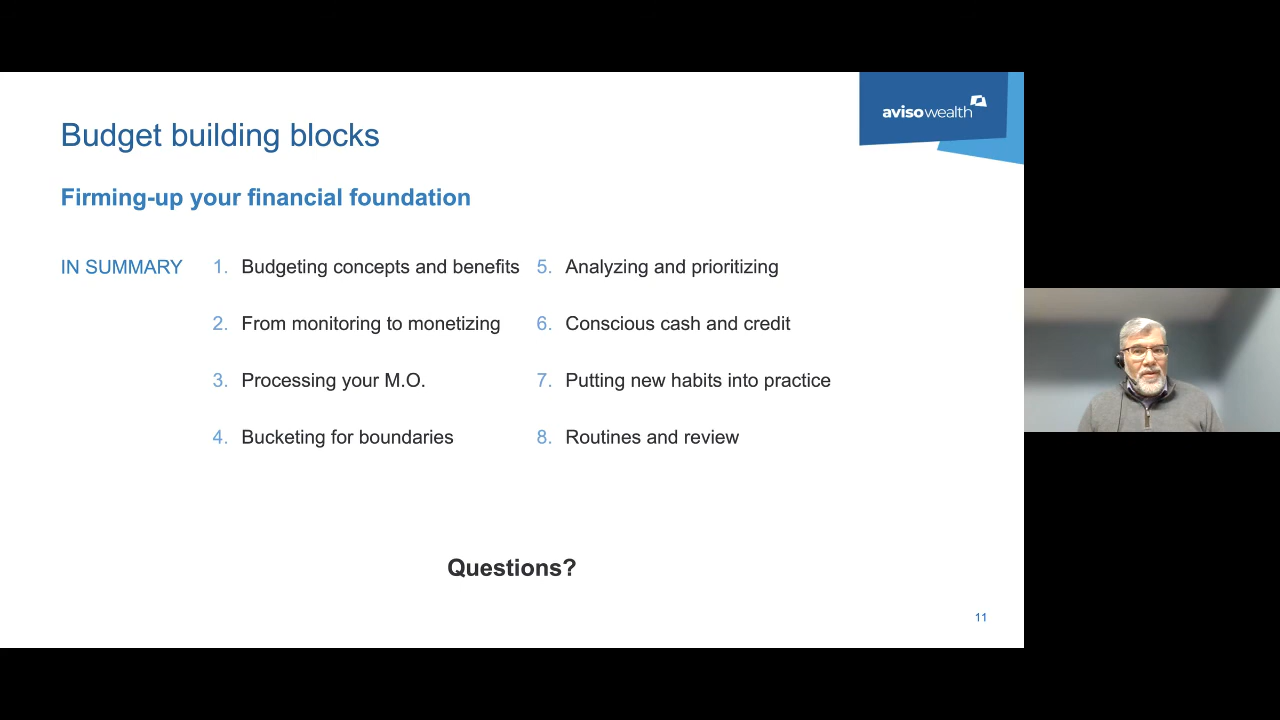 avisowealth
Budget building blocks
Firming-up your financial foundation
IN SUMMARY
1. Budgeting concepts and benefits
2. From monitoring to monetizing
3. Processing your M.O.
4. Bucketing for boundaries
5. Analyzing and prioritizing
6. Conscious cash and credit
7. Putting new habits into practice
8. Routines and review
Questions?
11